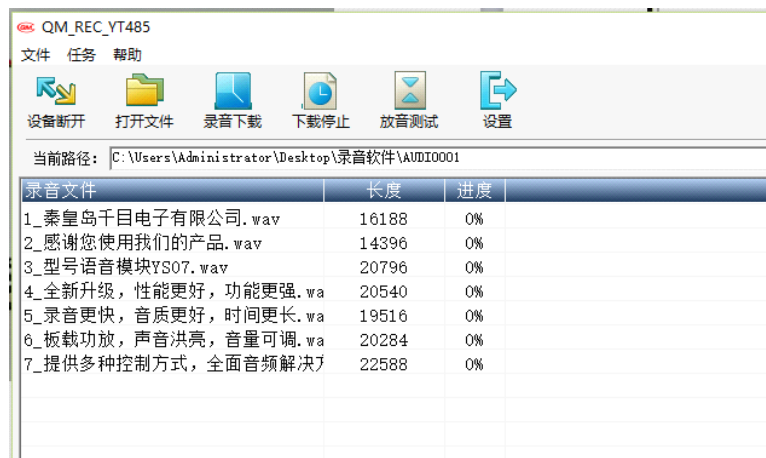 QM_REC_YT485
文件 任务 帮助
设备断开 打开文件 录音下载 下载停止 放音测试 设置
当前路径: C:\Users\Administrator\Desktop\录音软件\AUDIO001
录音文件 长度 进度
1_秦皇岛千目电子有限公司.wav 16188 0%
2_感谢您使用我们的产品.wav 14396 0%
3_型号语音模块YS07.wav 20796 0%
4_全新升级，性能更好，功能更强.wa 20540 0%
5_录音更快，音质更好，时间更长.wa 19516 0%
6_板载功放，声音洪亮，音量可调.wa 20284 0%
7_提供多种控制方式，全面音频解决方 22588 0%